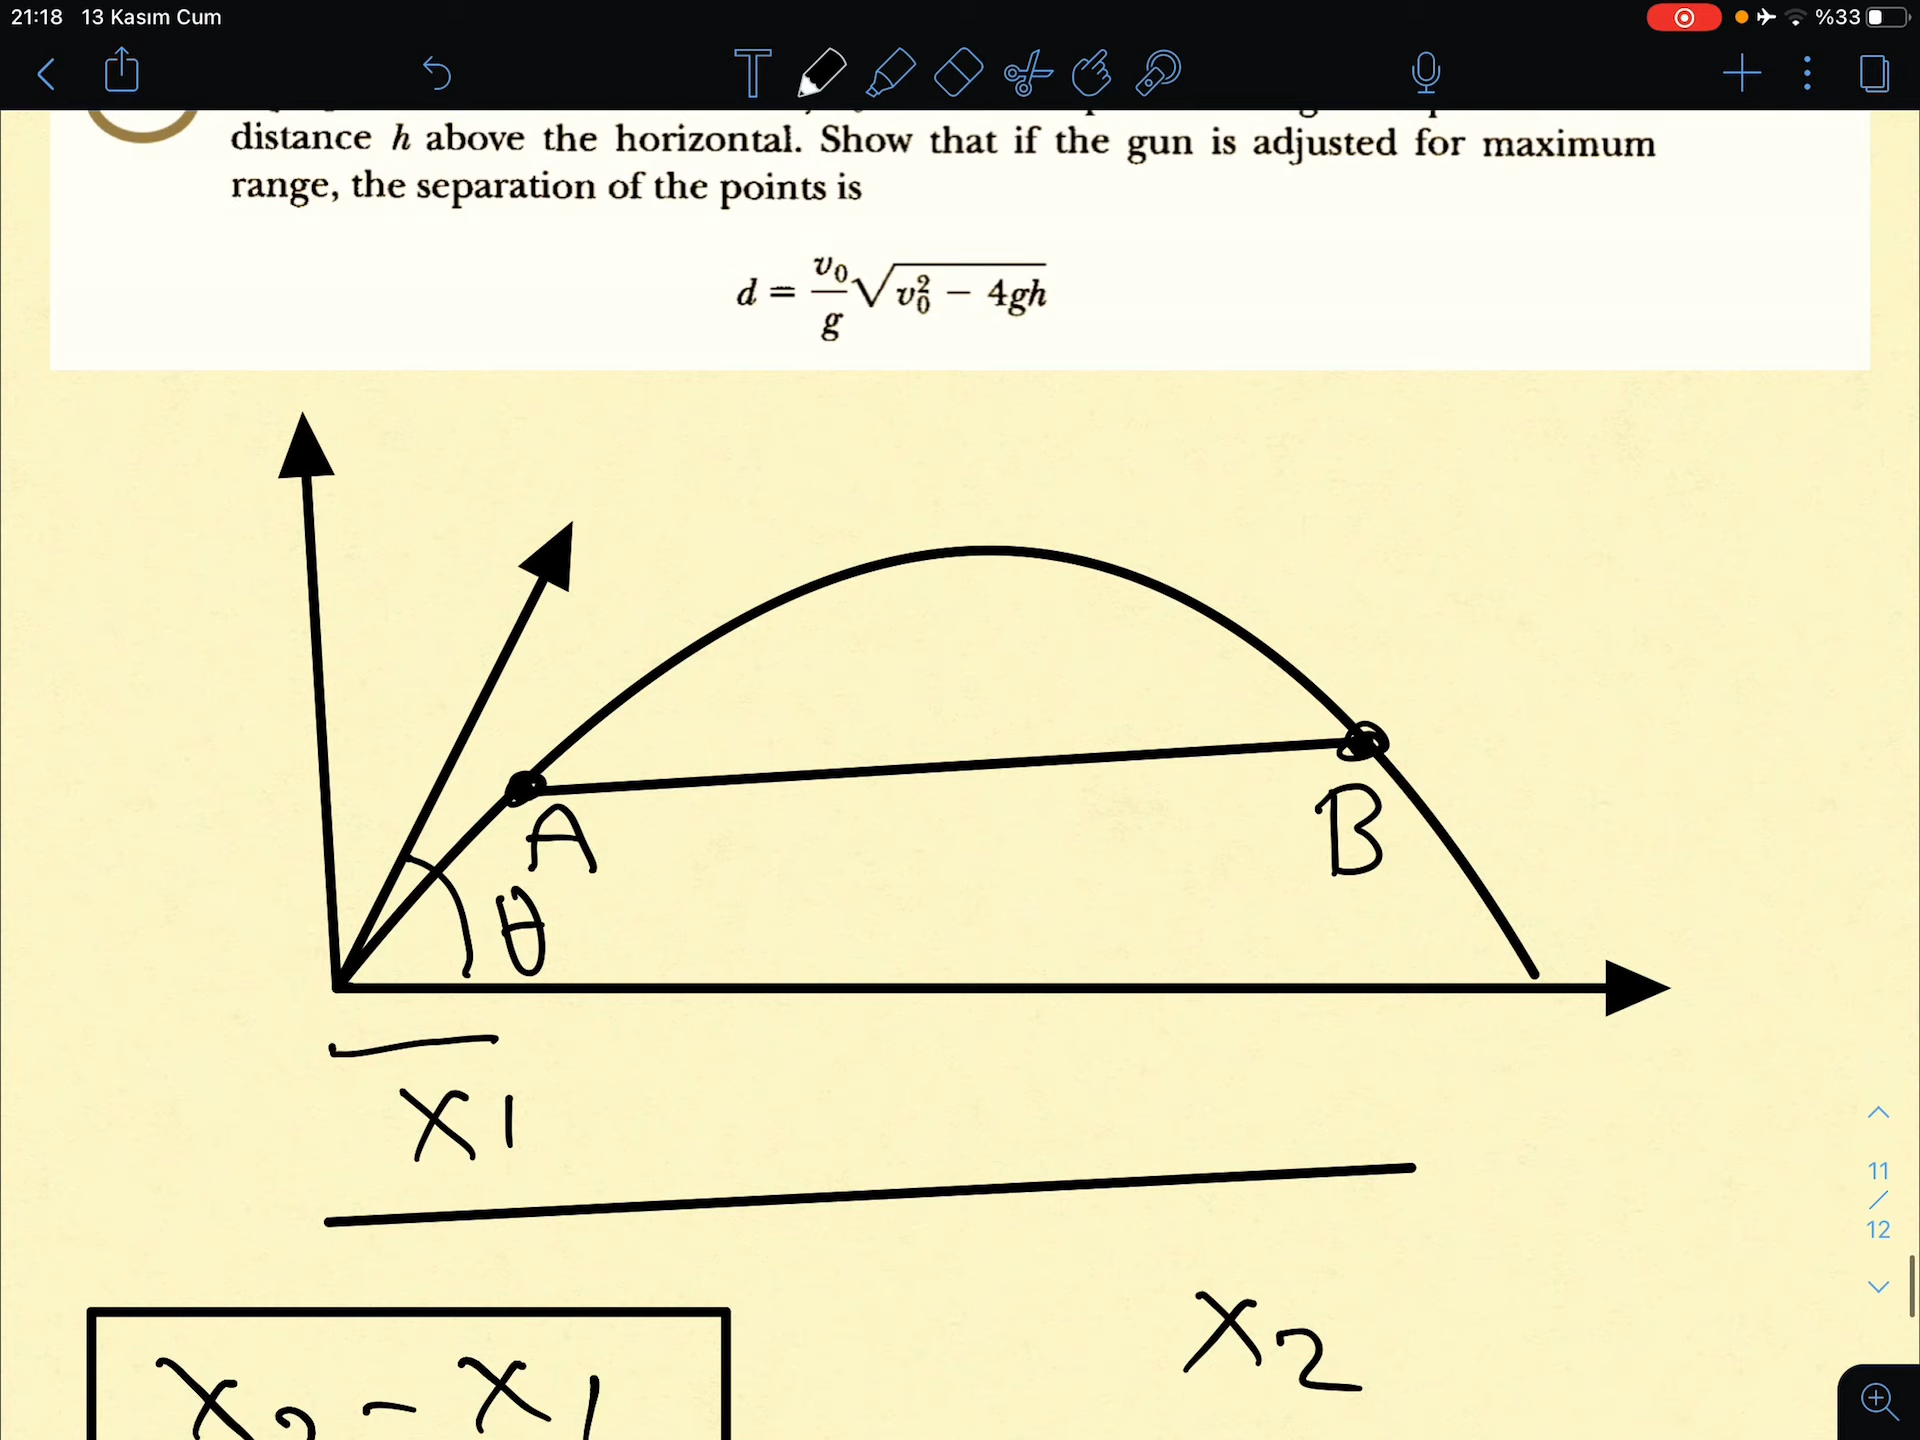 21:18 13 Kasım Cum %33
T
distance h above the horizontal. Show that if the gun is adjusted for maximum
range, the separation of the points is
d = v₀/g √(v₀² − 4gh)
A
B
θ
x1
11
/
12
x2
x2 - x1